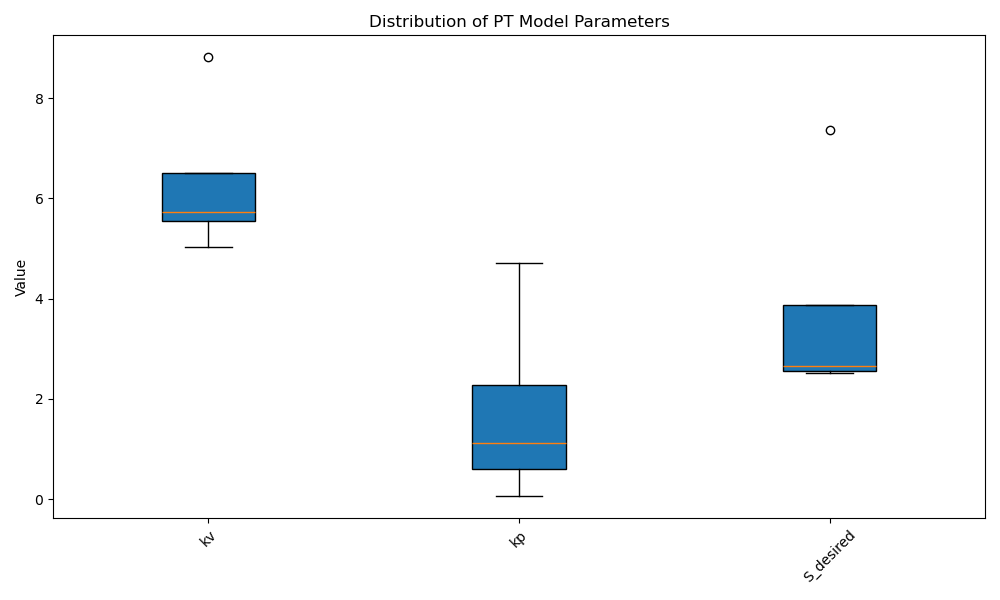 Distribution of PT Model Parameters
Value
8
6
4
2
0
kv
kp
S_desired